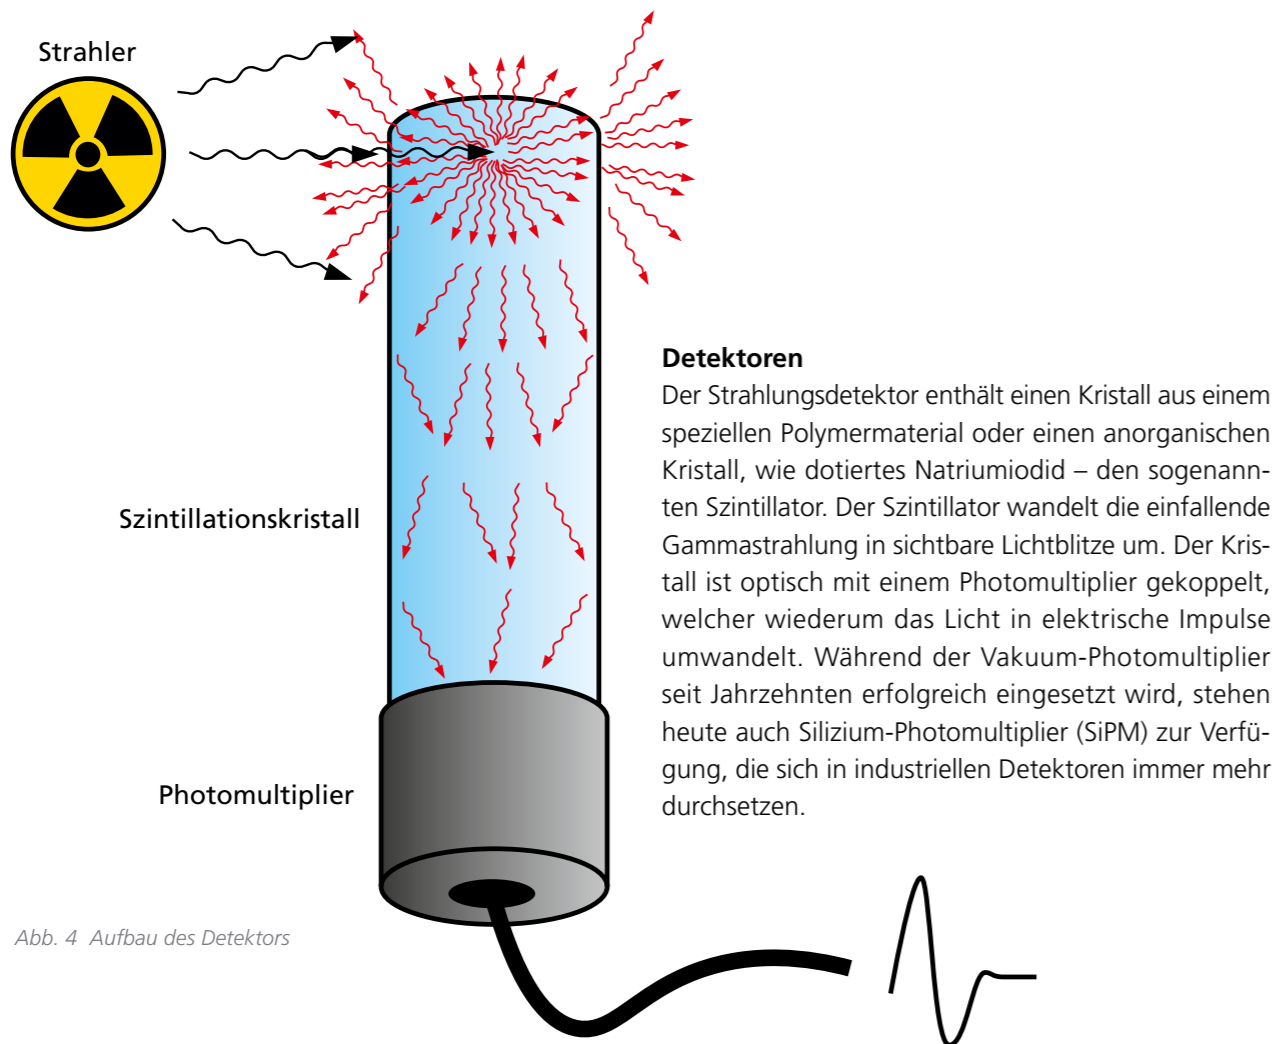 Strahler
Szintillationskristall
Photomultiplier
Abb. 4 Aufbau des Detektors
Detektoren
Der Strahlungsdetektor enthält einen Kristall aus einem
speziellen Polymermaterial oder einen anorganischen
Kristall, wie dotiertes Natriumiodid – den sogenann-
ten Szintillator. Der Szintillator wandelt die einfallende
Gammastrahlung in sichtbare Lichtblitze um. Der Kris-
tall ist optisch mit einem Photomultiplier gekoppelt,
welcher wiederum das Licht in elektrische Impulse
umwandelt. Während der Vakuum-Photomultiplier
seit Jahrzehnten erfolgreich eingesetzt wird, stehen
heute auch Silizium-Photomultiplier (SiPM) zur Verfü-
gung, die sich in industriellen Detektoren immer mehr
durchsetzen.